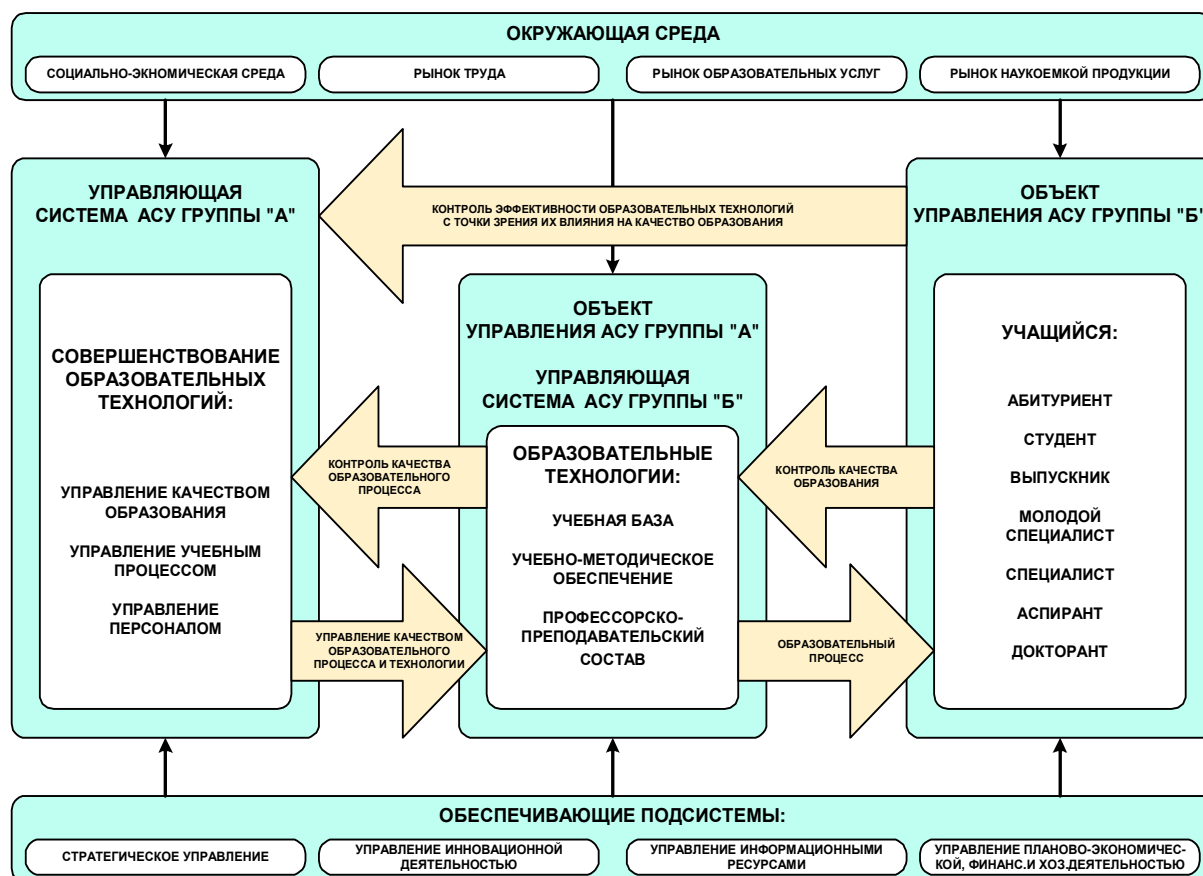 ОКРУЖАЮЩАЯ СРЕДА
СОЦИАЛЬНО-ЭКНОМИЧЕСКАЯ СРЕДА
РЫНОК ТРУДА
РЫНОК ОБРАЗОВАТЕЛЬНЫХ УСЛУГ
РЫНОК НАУКОЕМКОЙ ПРОДУКЦИИ
УПРАВЛЯЮЩАЯ
СИСТЕМА АСУ ГРУППЫ "А"
СОВЕРШЕНСТВОВАНИЕ
ОБРАЗОВАТЕЛЬНЫХ
ТЕХНОЛОГИЙ:
УПРАВЛЕНИЕ КАЧЕСТВОМ
ОБРАЗОВАНИЯ
УПРАВЛЕНИЕ УЧЕБНЫМ
ПРОЦЕССОМ
УПРАВЛЕНИЕ
ПЕРСОНАЛОМ
КОНТРОЛЬ ЭФФЕКТИВНОСТИ ОБРАЗОВАТЕЛЬНЫХ ТЕХНОЛОГИЙ
С ТОЧКИ ЗРЕНИЯ ИХ ВЛИЯНИЯ НА КАЧЕСТВО ОБРАЗОВАНИЯ
КОНТРОЛЬ КАЧЕСТВА
ОБРАЗОВАТЕЛЬНОГО
ПРОЦЕССА
УПРАВЛЕНИЕ КАЧЕСТВОМ
ОБРАЗОВАТЕЛЬНОГО
ПРОЦЕССА И ТЕХНОЛОГИИ
ОБЪЕКТ
УПРАВЛЕНИЯ АСУ ГРУППЫ "А"
УПРАВЛЯЮЩАЯ
СИСТЕМА АСУ ГРУППЫ "Б"
ОБРАЗОВАТЕЛЬНЫЕ
ТЕХНОЛОГИИ:
УЧЕБНАЯ БАЗА
УЧЕБНО-МЕТОДИЧЕСКОЕ
ОБЕСПЕЧЕНИЕ
ПРОФЕССОРСКО-
ПРЕПОДАВАТЕЛЬСКИЙ
СОСТАВ
КОНТРОЛЬ КАЧЕСТВА
ОБРАЗОВАНИЯ
ОБРАЗОВАТЕЛЬНЫЙ
ПРОЦЕСС
ОБЪЕКТ
УПРАВЛЕНИЯ АСУ ГРУППЫ "Б"
УЧАЩИЙСЯ:
АБИТУРИЕНТ
СТУДЕНТ
ВЫПУСКНИК
МОЛОДОЙ
СПЕЦИАЛИСТ
СПЕЦИАЛИСТ
АСПИРАНТ
ДОКТОРАНТ
ОБЕСПЕЧИВАЮЩИЕ ПОДСИСТЕМЫ:
СТРАТЕГИЧЕСКОЕ УПРАВЛЕНИЕ
УПРАВЛЕНИЕ ИННОВАЦИОННОЙ
ДЕЯТЕЛЬНОСТЬЮ
УПРАВЛЕНИЕ ИНФОРМАЦИОННЫМИ
РЕСУРСАМИ
УПРАВЛЕНИЕ ПЛАНОВО-ЭКОНОМИЧЕС-
КОЙ, ФИНАНС.И ХОЗ.ДЕЯТЕЛЬНОСТЬЮ